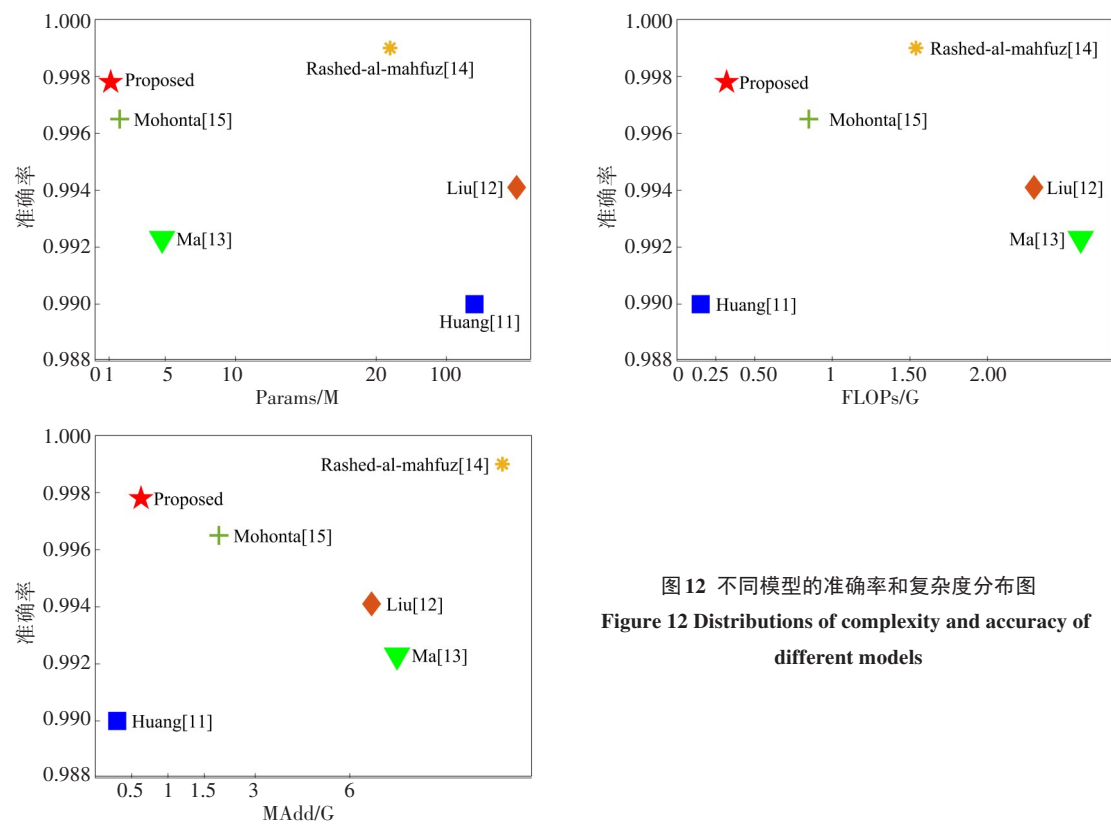 1.000
0.998
0.996
0.994
0.992
0.990
0.988
准确率
Rashed-al-mahfuz[14]
Proposed
Mohonta[15]
Liu[12]
Ma[13]
Huang[11]
0 1 5 10 20 100
Params/M
1.000
0.998
0.996
0.994
0.992
0.990
0.988
准确率
Rashed-al-mahfuz[14]
Proposed
Mohonta[15]
Liu[12]
Ma[13]
Huang[11]
0 0.25 0.50 1 1.50 2.00
FLOPs/G
1.000
0.998
0.996
0.994
0.992
0.990
0.988
准确率
Rashed-al-mahfuz[14]
Proposed
Mohonta[15]
Liu[12]
Ma[13]
Huang[11]
0.5 1 1.5 3 6
MAdd/G
图12 不同模型的准确率和复杂度分布图
Figure 12 Distributions of complexity and accuracy of
different models